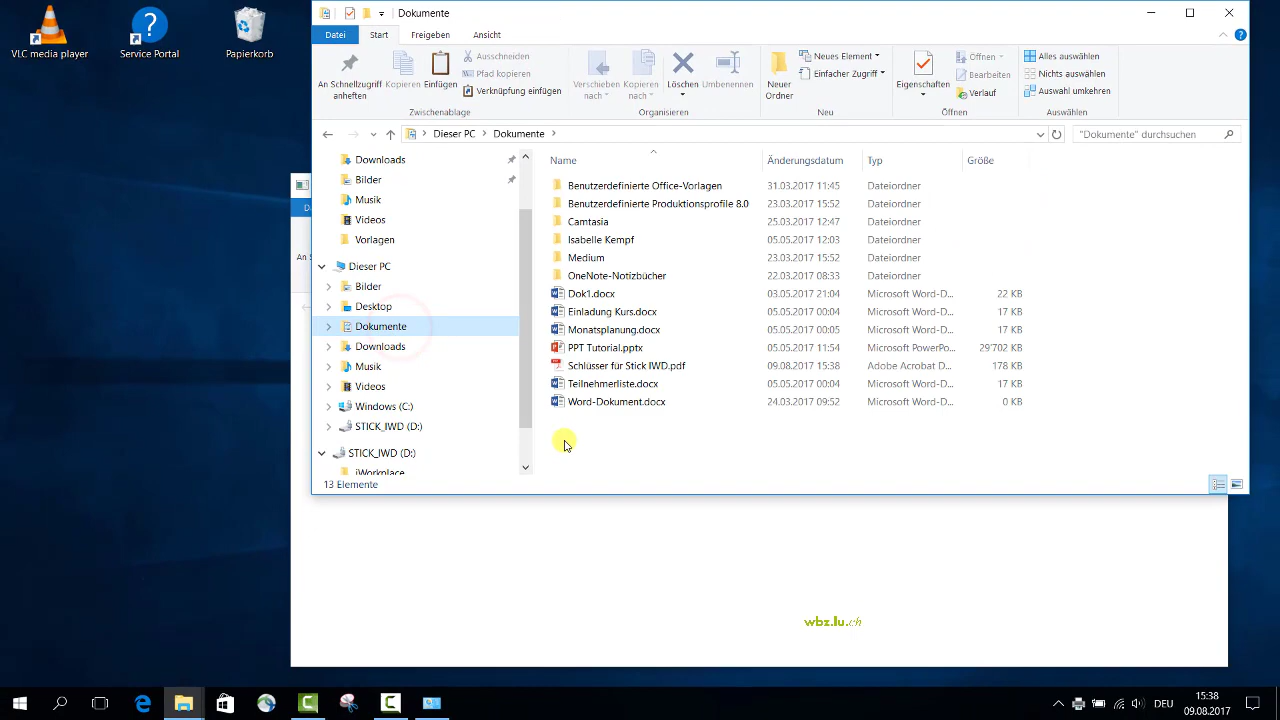 VLC media player
Service Portal
Papierkorb
Dokumente
Datei
Start
Freigeben
Ansicht
An Schnellzugriff anheften
Kopieren
Einfügen
Ausschneiden
Pfad kopieren
Verknüpfung einfügen
Zwischenablage
Verschieben nach
Kopieren nach
Löschen
Umbenennen
Organisieren
Neuer Ordner
Neues Element
Einfacher Zugriff
Neu
Eigenschaften
Öffnen
Bearbeiten
Verlauf
Öffnen
Alles auswählen
Nichts auswählen
Auswahl umkehren
Auswählen
Dieser PC > Dokumente >
"Dokumente" durchsuchen
Downloads
Bilder
Musik
Videos
Vorlagen
Dieser PC
Bilder
Desktop
Dokumente
Downloads
Musik
Videos
Windows (C:)
STICK_IWD (D:)
STICK_IWD (D:)
iWorkplace
Name Änderungsdatum Typ Größe
Benutzerdefinierte Office-Vorlagen 31.03.2017 11:45 Dateiordner
Benutzerdefinierte Produktionsprofile 8.0 23.03.2017 15:52 Dateiordner
Camtasia 25.03.2017 12:47 Dateiordner
Isabelle Kempf 05.05.2017 12:03 Dateiordner
Medium 23.03.2017 15:52 Dateiordner
OneNote-Notizbücher 22.03.2017 08:33 Dateiordner
Dok1.docx 03.05.2017 21:04 Microsoft Word-D... 22 KB
Einladung Kurs.docx 05.05.2017 00:04 Microsoft Word-D... 17 KB
Monatsplanung.docx 05.05.2017 00:05 Microsoft Word-D... 17 KB
PPT Tutorial.pptx 05.05.2017 11:54 Microsoft PowerPo... 29'702 KB
Schlüsser für Stick IWD.pdf 09.08.2017 15:38 Adobe Acrobat D... 178 KB
Teilnehmerliste.docx 05.05.2017 00:04 Microsoft Word-D... 17 KB
Word-Dokument.docx 24.03.2017 09:52 Microsoft Word-D... 0 KB
13 Elemente
An S
wbz.lu.ch
DEU
15:38
09.08.2017